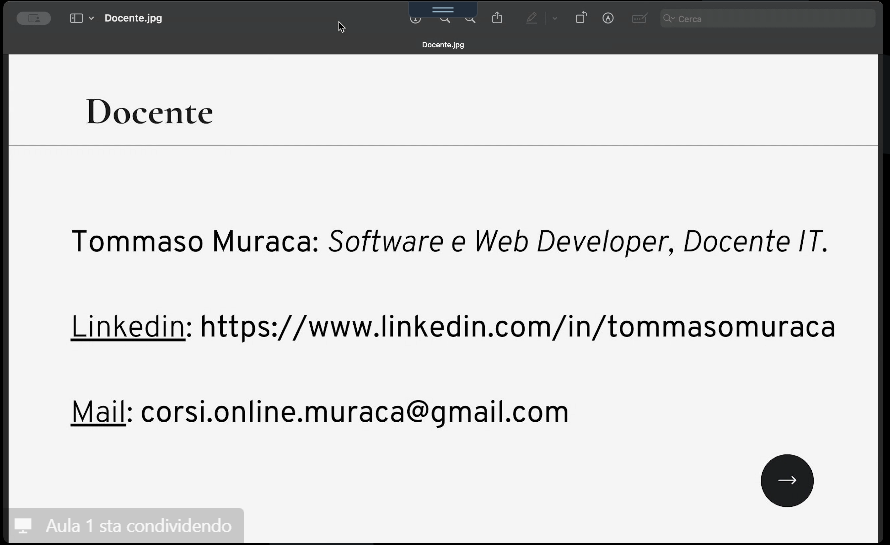 Docente.jpg
Cerca
Docente.jpg
Docente
Tommaso Muraca: Software e Web Developer, Docente IT.
Linkedin: https://www.linkedin.com/in/tommasomuraca
Mail: corsi.online.muraca@gmail.com
Aula 1 sta condividendo